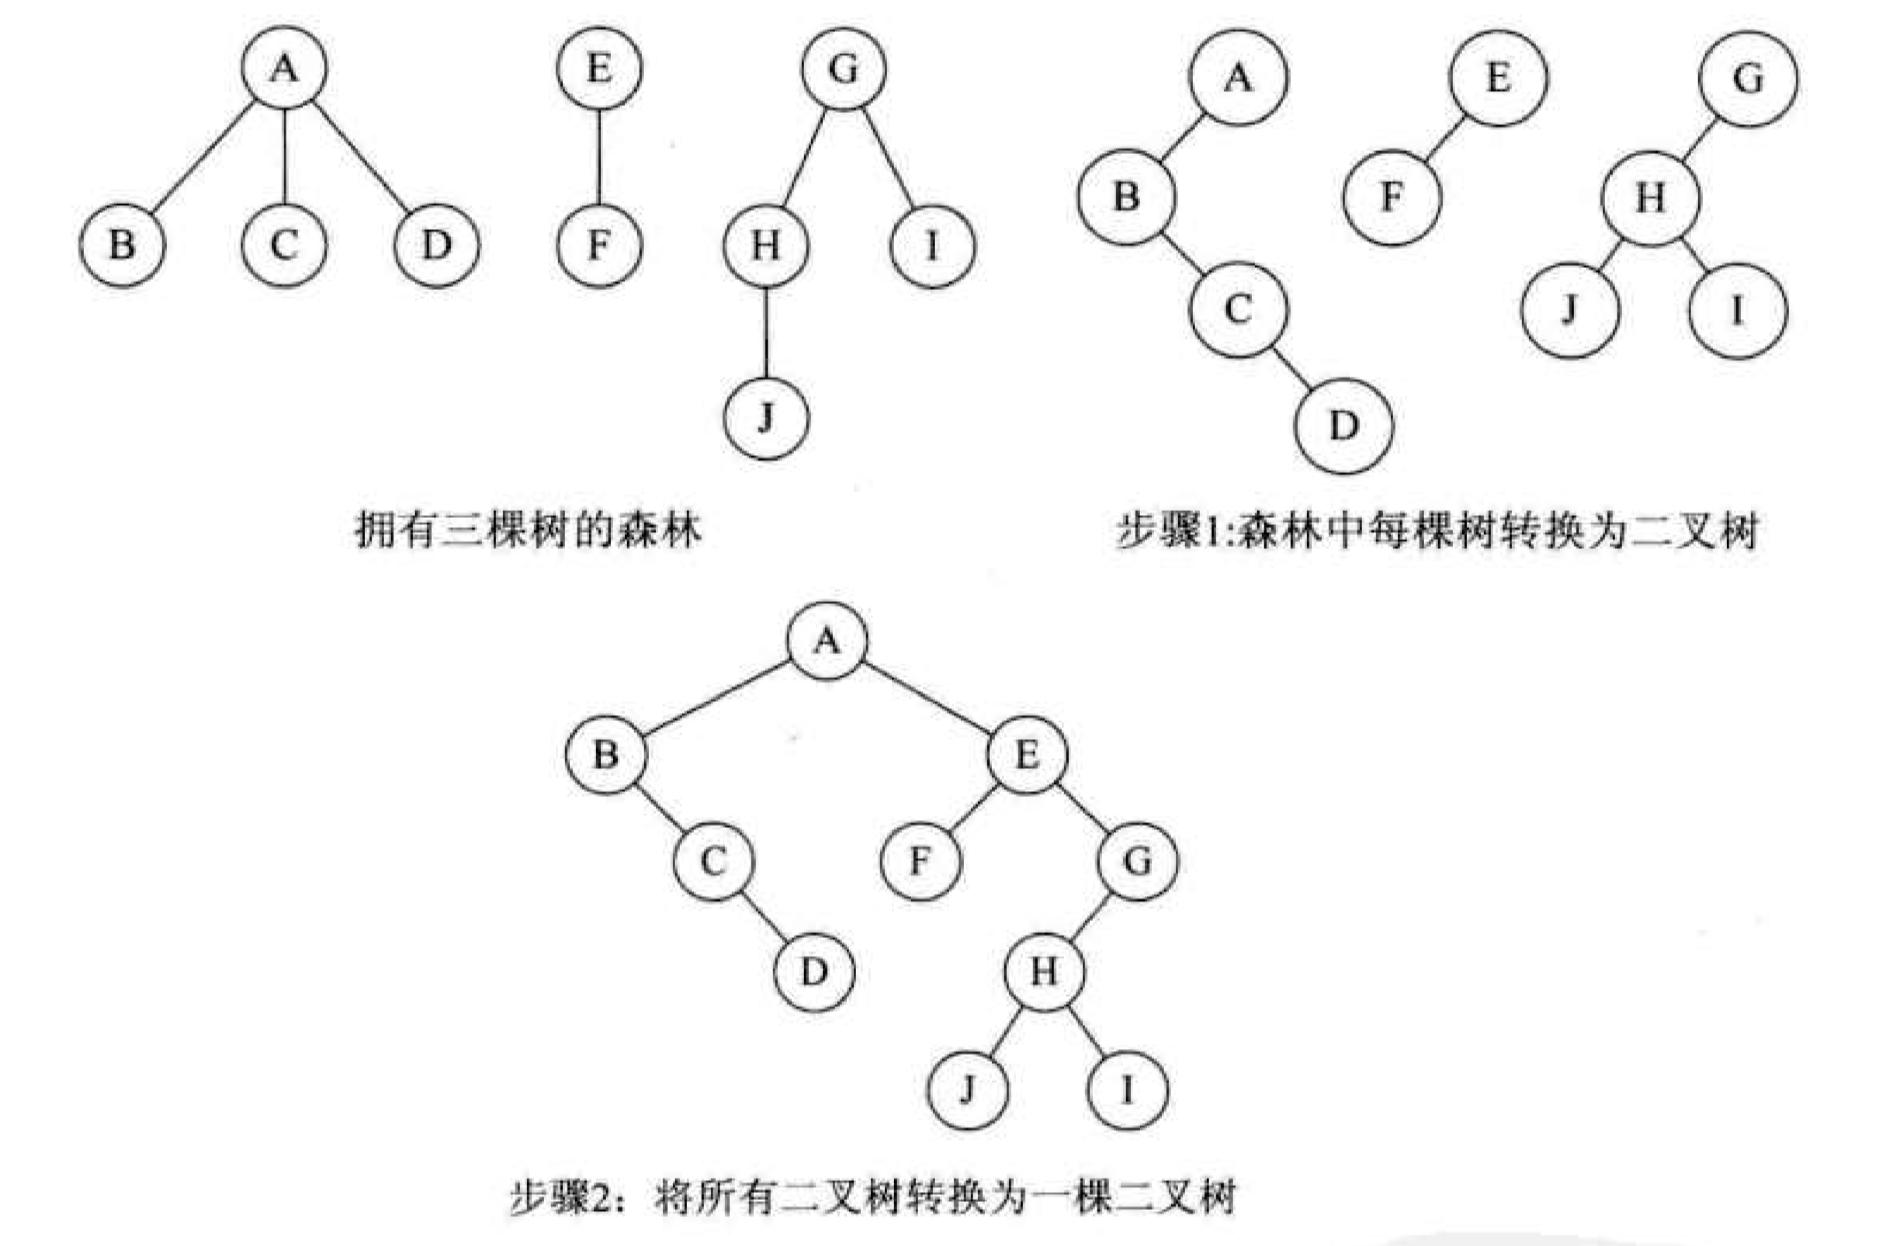 A E G A E G
B C D F H I B F H
J C J I
D
拥有三棵树的森林 步骤1:森林中每棵树转换为二叉树
A
B E
C F G
D H
J I
步骤2：将所有二叉树转换为一棵二叉树